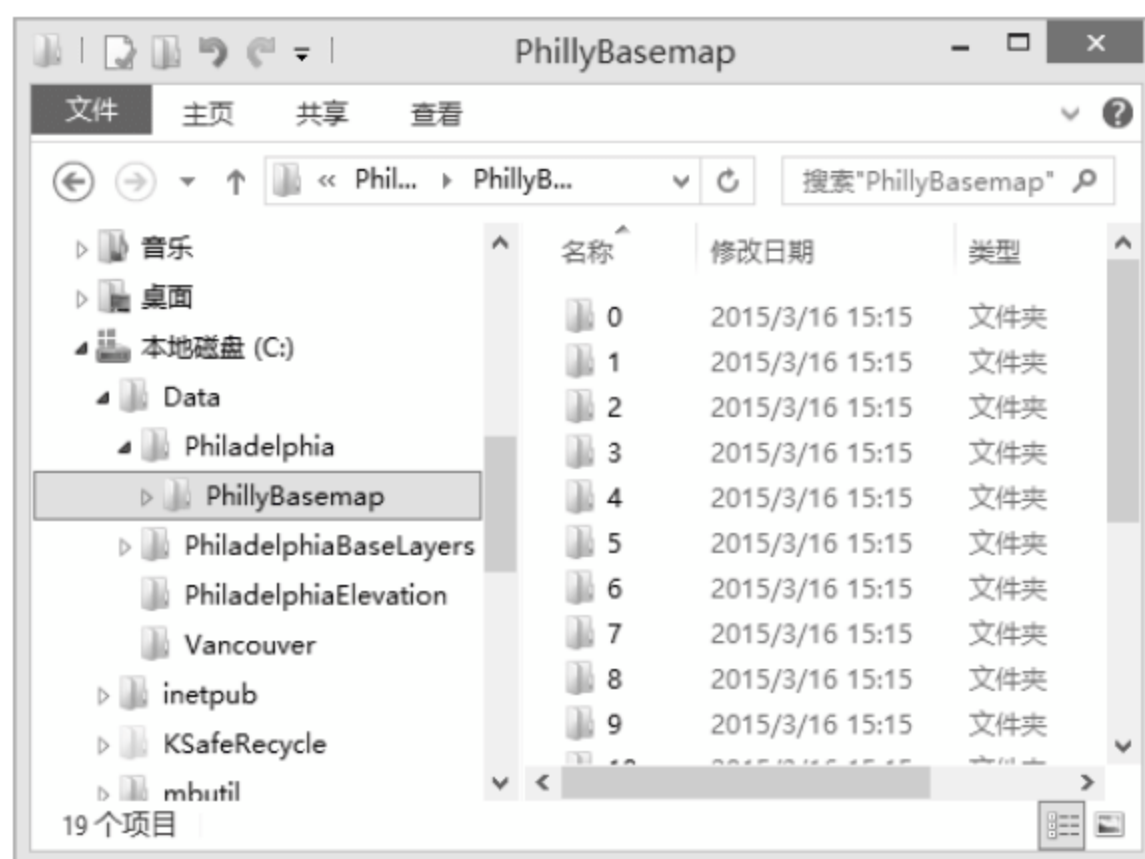 PhillyBasemap
文件 主页 共享 查看
« Phil... PhillyB... 搜索"PhillyBasemap"
音乐
桌面
本地磁盘 (C:)
Data
Philadelphia
PhillyBasemap
PhiladelphiaBaseLayers
PhiladelphiaElevation
Vancouver
inetpub
KSafeRecycle
mbutil
名称 修改日期 类型
0 2015/3/16 15:15 文件夹
1 2015/3/16 15:15 文件夹
2 2015/3/16 15:15 文件夹
3 2015/3/16 15:15 文件夹
4 2015/3/16 15:15 文件夹
5 2015/3/16 15:15 文件夹
6 2015/3/16 15:15 文件夹
7 2015/3/16 15:15 文件夹
8 2015/3/16 15:15 文件夹
9 2015/3/16 15:15 文件夹
19 个项目